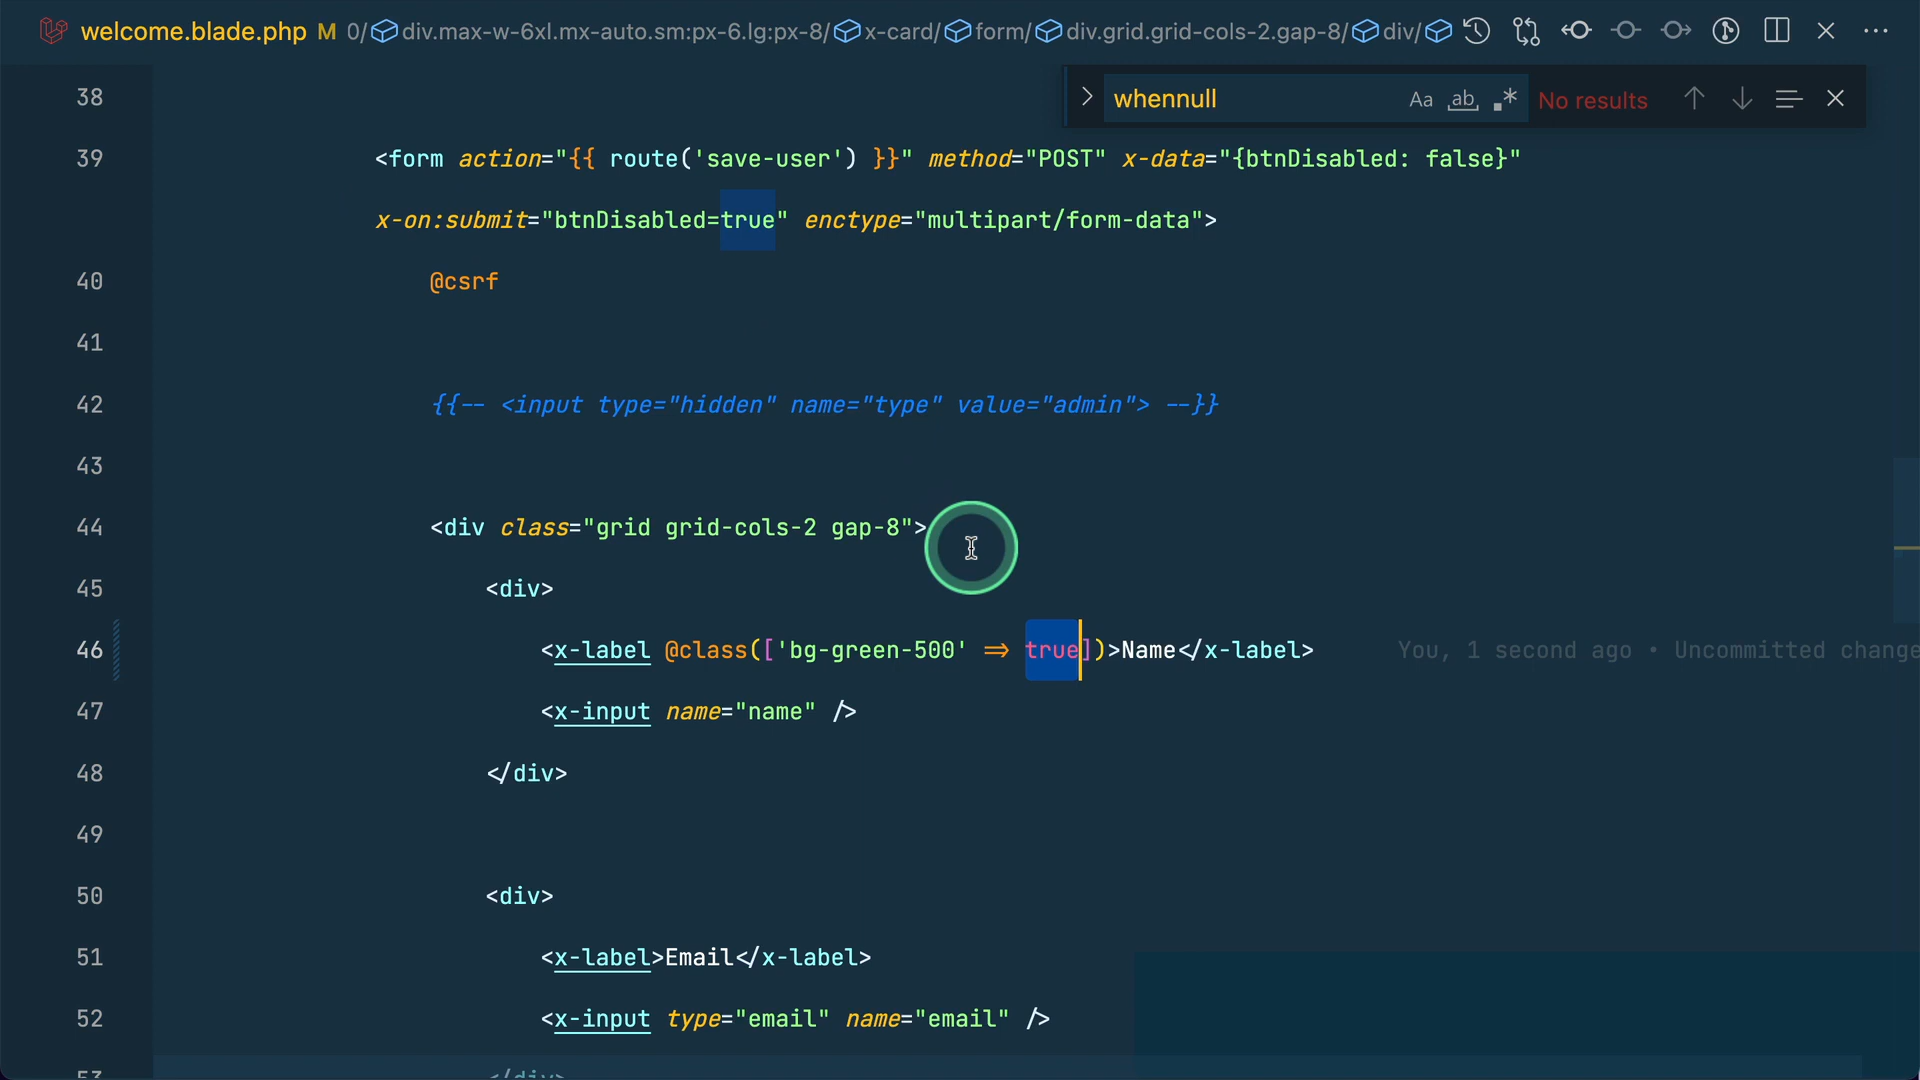 welcome.blade.php M 0/div.max-w-6xl.mx-auto.sm:px-6.lg:px-8/x-card/form/div.grid.grid-cols-2.gap-8/div/
whennull Aa ab .* No results
38
39 <form action="{{ route('save-user') }}" method="POST" x-data="{btnDisabled: false}"
x-on:submit="btnDisabled=true" enctype="multipart/form-data">
40 @csrf
41
42 {{-- <input type="hidden" name="type" value="admin"> --}}
43
44 <div class="grid grid-cols-2 gap-8">
45 <div>
46 <x-label @class(['bg-green-500' => true])>Name</x-label> You, 1 second ago • Uncommitted change
47 <x-input name="name" />
48 </div>
49
50 <div>
51 <x-label>Email</x-label>
52 <x-input type="email" name="email" />
53 </div>